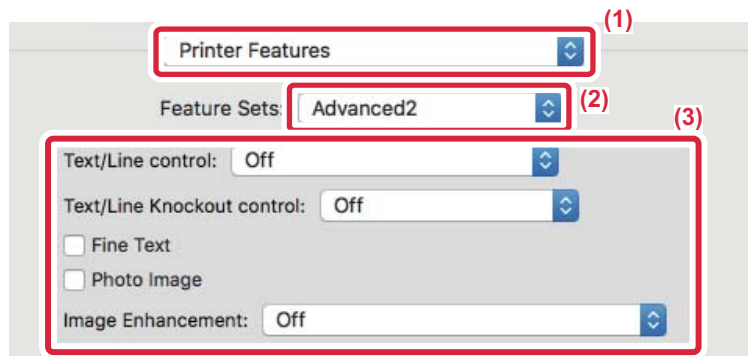 (1)
Printer Features
Feature Sets: Advanced2 (2)
(3)
Text/Line control: Off
Text/Line Knockout control: Off
Fine Text
Photo Image
Image Enhancement: Off